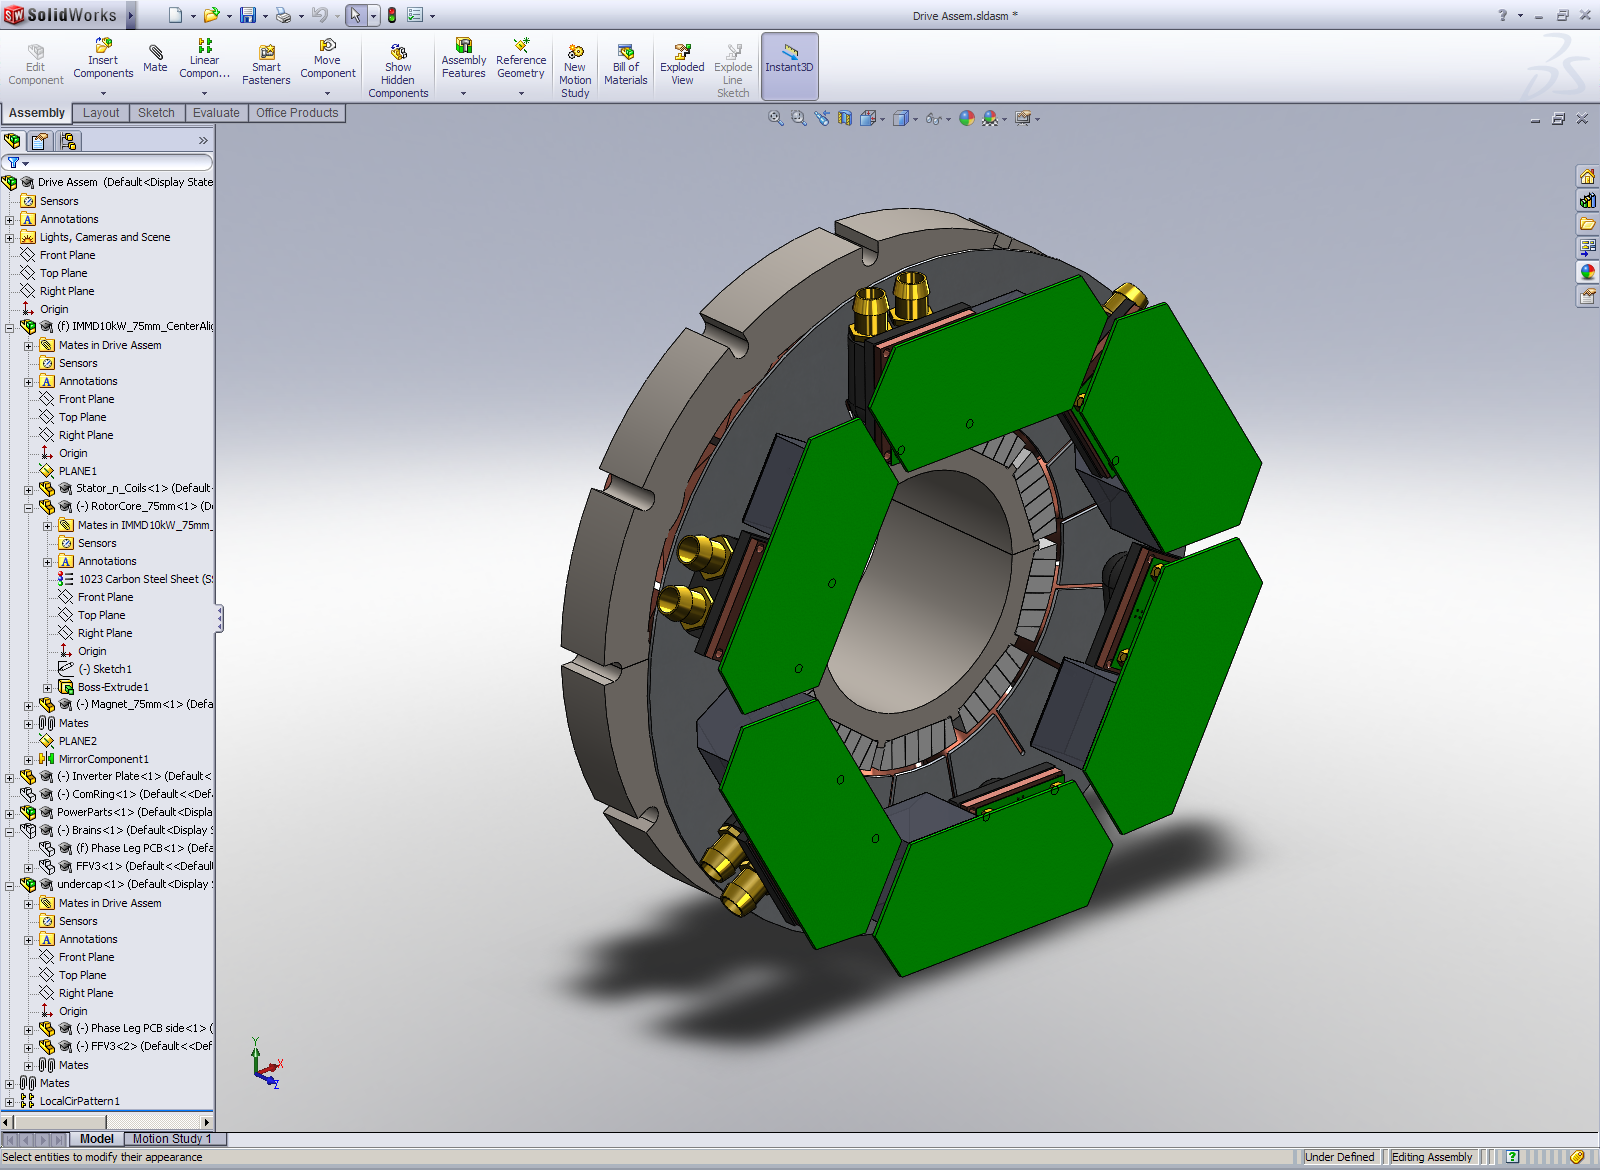 SW SolidWorks
Drive Assem.sldasm *
Edit Component
Insert Components
Mate
Linear Compon...
Smart Fasteners
Move Component
Show Hidden Components
Assembly Features
Reference Geometry
New Motion Study
Bill of Materials
Exploded View
Explode Line Sketch
Instant3D
Assembly
Layout
Sketch
Evaluate
Office Products
Drive Assem (Default<Display State
Sensors
Annotations
Lights, Cameras and Scene
Front Plane
Top Plane
Right Plane
Origin
(f) IMMD10kW_75mm_CenterAli
Mates in Drive Assem
Sensors
Annotations
Front Plane
Top Plane
Right Plane
Origin
PLANE1
Stator_n_Coils<1> (Default
(-) RotorCore_75mm<1> (D
Mates in IMMD10kW_75mm_
Sensors
Annotations
1023 Carbon Steel Sheet (S
Front Plane
Top Plane
Right Plane
Origin
(-) Sketch1
Boss-Extrude1
(-) Magnet_75mm<1> (Defa
Mates
PLANE2
MirrorComponent1
(-) Inverter Plate<1> (Default<
(-) ComRing<1> (Default<<Def
PowerParts<1> (Default<Displa
(-) Brains<1> (Default<Display S
(f) Phase Leg PCB<1> (Defa
FFV3<1> (Default<<Defaul
undercap<1> (Default<Display S
Mates in Drive Assem
Sensors
Annotations
Front Plane
Top Plane
Right Plane
Origin
(-) Phase Leg PCB side<1> (
(-) FFV3<2> (Default<<Def
Mates
Mates
LocalCirPattern1
Y
X
Z
Model
Motion Study 1
Select entities to modify their appearance
Under Defined
Editing Assembly